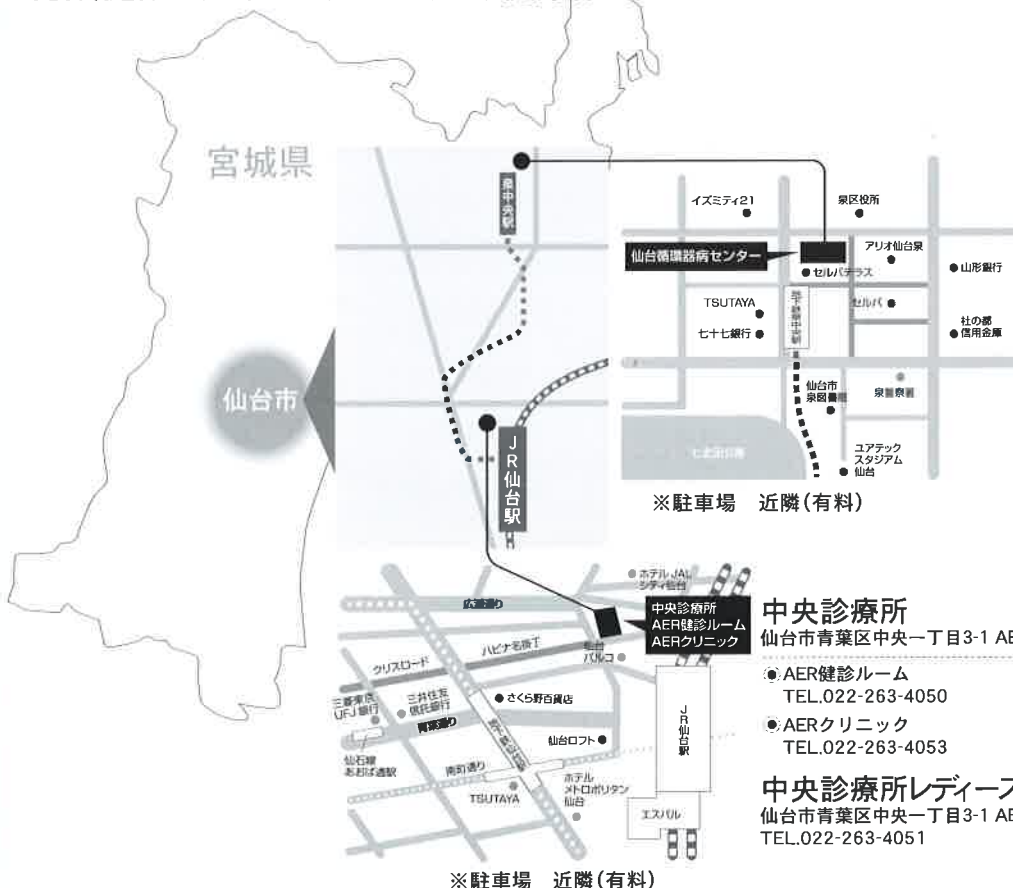 宮城県
仙台市
泉中央駅
JR仙台駅
イズミティ21
泉区役所
仙台循環器病センター
アリオ仙台泉
セルバテラス
山形銀行
TSUTAYA
セルバ
七十七銀行
地下鉄泉中央駅
杜の都
信用金庫
仙台市
泉図書館
泉警察署
七北田公園
ユアテック
スタジアム
仙台
※駐車場 近隣(有料)
ホテル JAL
シティ仙台
中央診療所
AER健診ルーム
AERクリニック
ハピナ名掛丁
仙台
パルコ
クリスロード
三菱東京
UFJ 銀行
三井住友
信託銀行
さくら野百貨店
JR仙台駅
仙台ロフト
仙石線
あおば通駅
南町通り
TSUTAYA
ホテル
メトロポリタン
仙台
エスパル
※駐車場 近隣(有料)
中央診療所
仙台市青葉区中央一丁目3-1 AE
AER健診ルーム
TEL.022-263-4050
AERクリニック
TEL.022-263-4053
中央診療所レディース
仙台市青葉区中央一丁目3-1 AE
TEL.022-263-4051